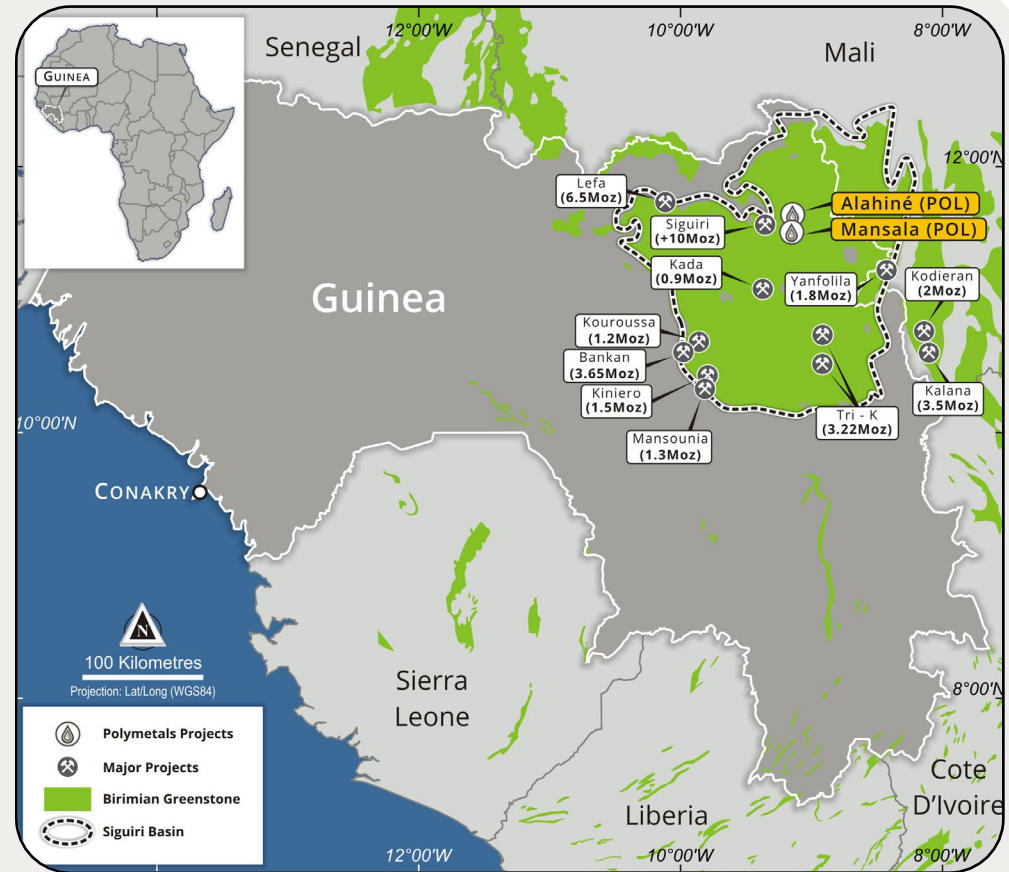 12°00'W
10°00'W
8°00'W
Senegal
Mali
GUINEA
12°00'N
Lefa
(6.5Moz)
Alahiné (POL)
Siguiri
(+10Moz)
Mansala (POL)
Kada
(0.9Moz)
Yanfolila
(1.8Moz)
Kodieran
(2Moz)
Guinea
Kouroussa
(1.2Moz)
Bankan
(3.65Moz)
Kiniero
(1.5Moz)
Kalana
(3.5Moz)
Tri - K
(3.22Moz)
Mansounia
(1.3Moz)
10°00'N
CONAKRY
N
100 Kilometres
Projection: Lat/Long (WGS84)
Sierra
Leone
8°00'N
Polymetals Projects
Major Projects
Birimian Greenstone
Siguiri Basin
Liberia
Cote
D'Ivoire
12°00'W
10°00'W
8°00'W